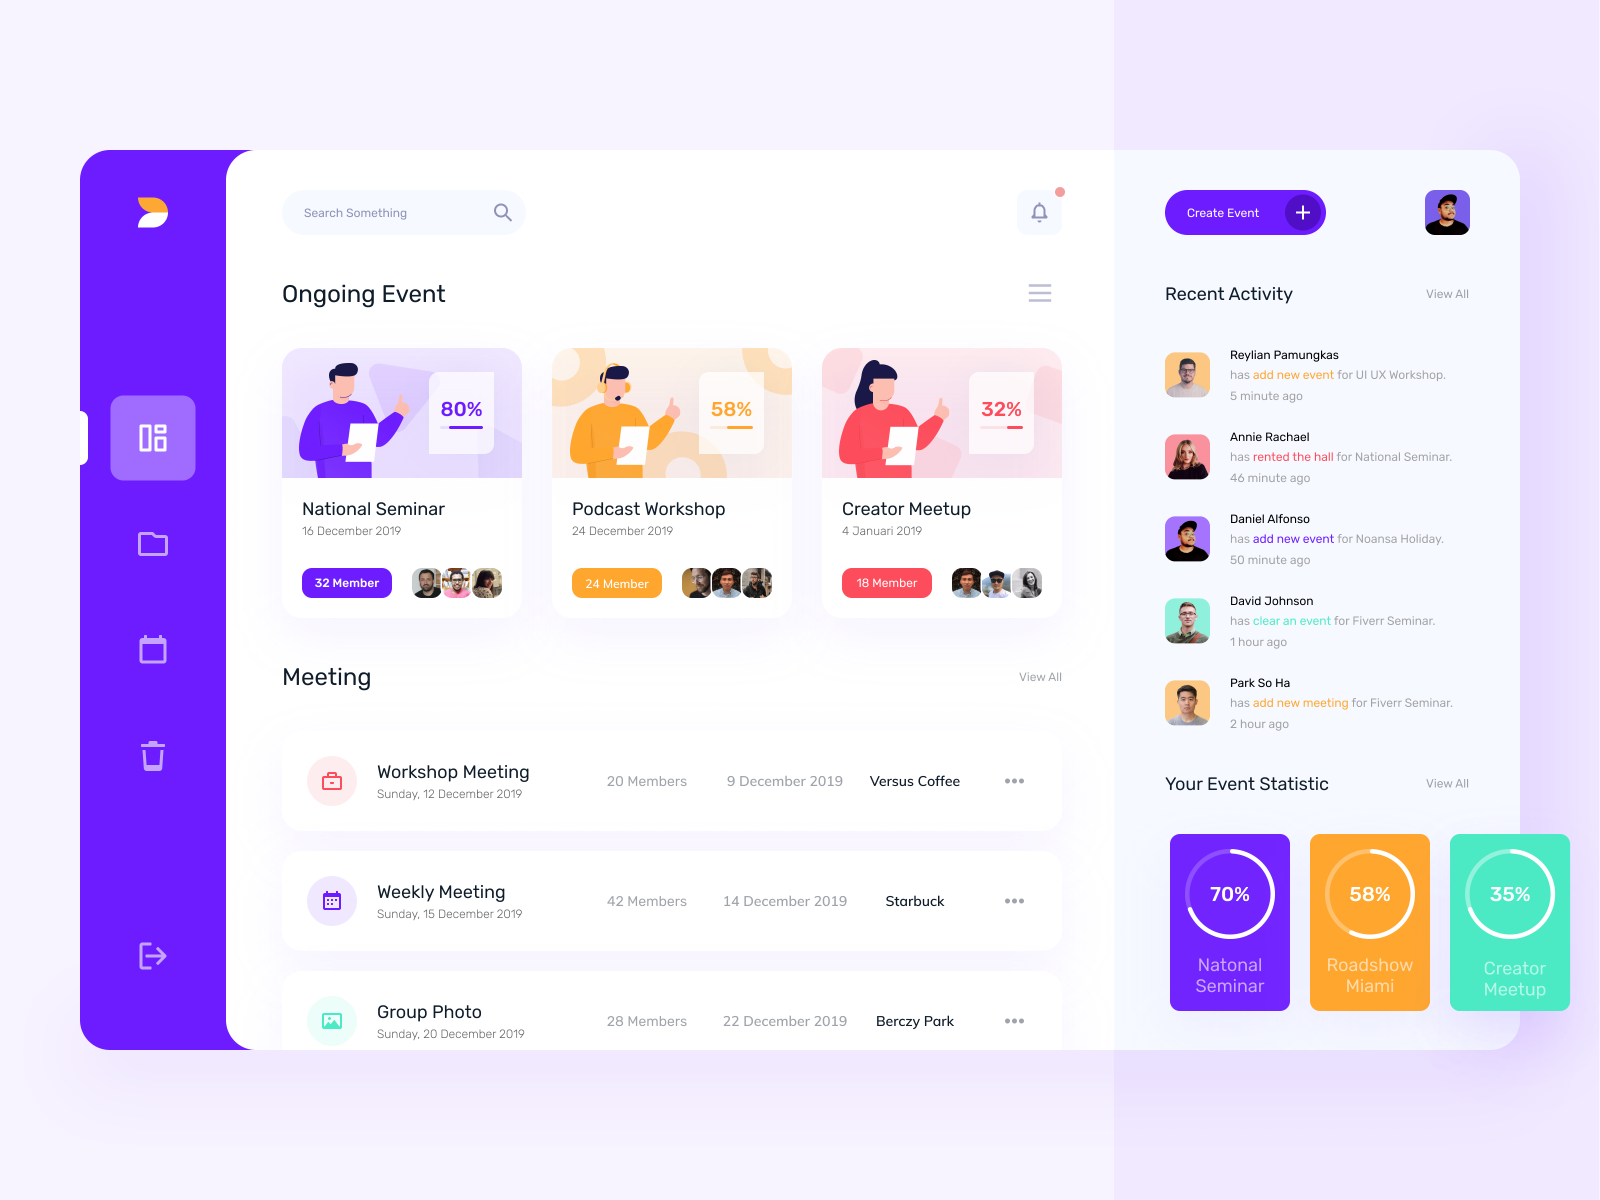 Search Something
Ongoing Event
80%
National Seminar
16 December 2019
32 Member
58%
Podcast Workshop
24 December 2019
24 Member
32%
Creator Meetup
4 Januari 2019
18 Member
Meeting
View All
Workshop Meeting
Sunday, 12 December 2019
20 Members
9 December 2019
Versus Coffee
Weekly Meeting
Sunday, 15 December 2019
42 Members
14 December 2019
Starbuck
Group Photo
Sunday, 20 December 2019
28 Members
22 December 2019
Berczy Park
Create Event
Recent Activity
View All
Reylian Pamungkas
has add new event for UI UX Workshop.
5 minute ago
Annie Rachael
has rented the hall for National Seminar.
46 minute ago
Daniel Alfonso
has add new event for Noansa Holiday.
50 minute ago
David Johnson
has clear an event for Fiverr Seminar.
1 hour ago
Park So Ha
has add new meeting for Fiverr Seminar.
2 hour ago
Your Event Statistic
View All
70%
Natonal
Seminar
58%
Roadshow
Miami
35%
Creator
Meetup